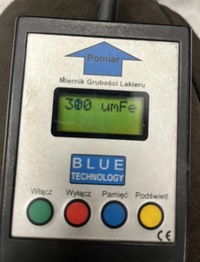 Pomiar
Miernik Grubości Lakieru
300 umFe
BLUE
TECHNOLOGY
Włącz Wyłącz Pamięć Podświetl
CE